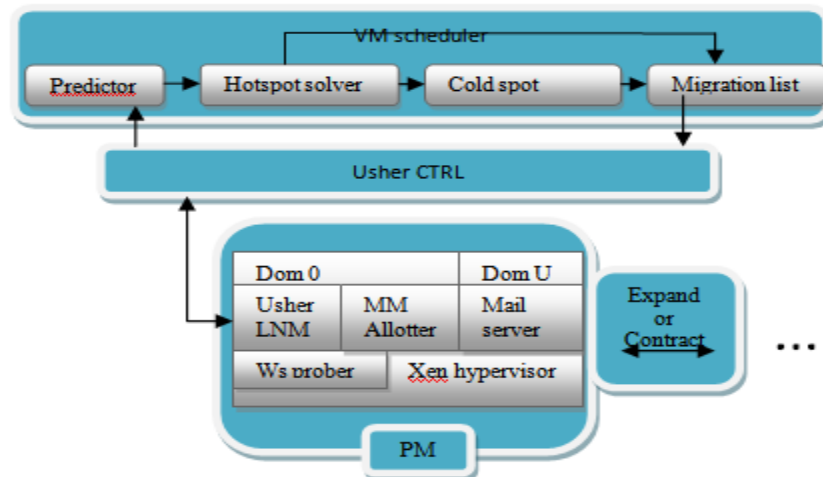 VM scheduler
Predictor
Hotspot solver
Cold spot
Migration list
Usher CTRL
Dom 0
Dom U
Usher
LNM
MM
Allotter
Mail
server
Ws prober
Xen hypervisor
Expand
or
Contract
...
PM